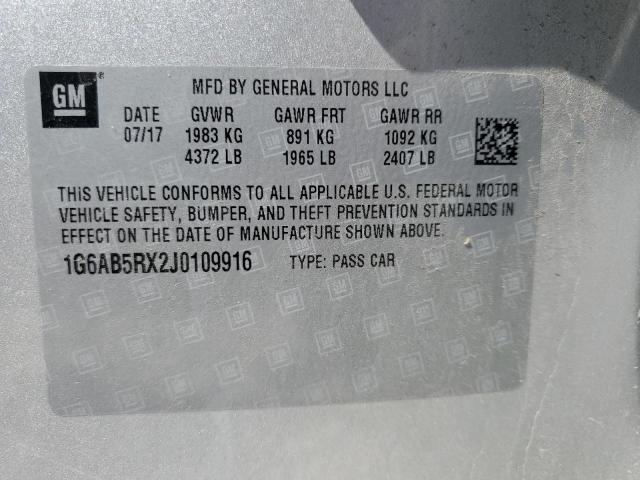 GM
MFD BY GENERAL MOTORS LLC
DATE GVWR GAWR FRT GAWR RR
07/17 1983 KG 891 KG 1092 KG
4372 LB 1965 LB 2407 LB
THIS VEHICLE CONFORMS TO ALL APPLICABLE U.S. FEDERAL MOTOR
VEHICLE SAFETY, BUMPER, AND THEFT PREVENTION STANDARDS IN
EFFECT ON THE DATE OF MANUFACTURE SHOWN ABOVE.
1G6AB5RX2J0109916 TYPE: PASS CAR